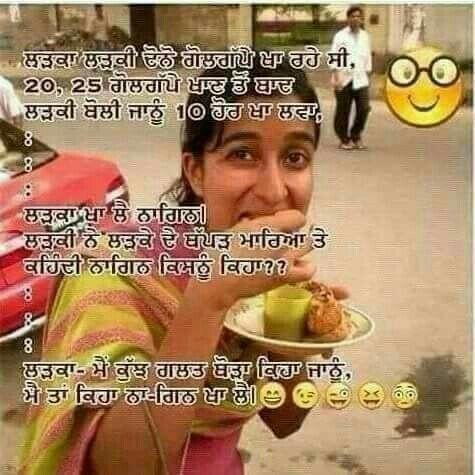 ਲੜਕਾ ਲੜਕੀ ਦੋਨੋ ਗੋਲਗੱਪੇ ਖਾ ਰਹੇ ਸੀ,
20, 25 ਗੋਲਗੱਪੇ ਖਾਣ ਤੋਂ ਬਾਦ
ਲੜਕੀ ਬੋਲੀ ਜਾਨੂੰ 10 ਹੋਰ ਖਾ ਲਵਾ,
:
:
:
ਲੜਕਾ ਖਾ ਲੈ ਨਾਗਿਨ।
ਲੜਕੀ ਨੇ ਲੜਕੇ ਦੇ ਥੱਪੜ ਮਾਰਿਆ ਤੇ
ਕਹਿੰਦੀ ਨਾਗਿਨ ਕਿਸਨੂੰ ਕਿਹਾ??
:
:
:
ਲੜਕਾ- ਮੈਂ ਕੁੱਝ ਗਲਤ ਥੋੜਾ ਕਿਹਾ ਜਾਨੂੰ,
ਮੈ ਤਾਂ ਕਿਹਾ ਨਾ-ਗਿਨ ਖਾ ਲੈ।